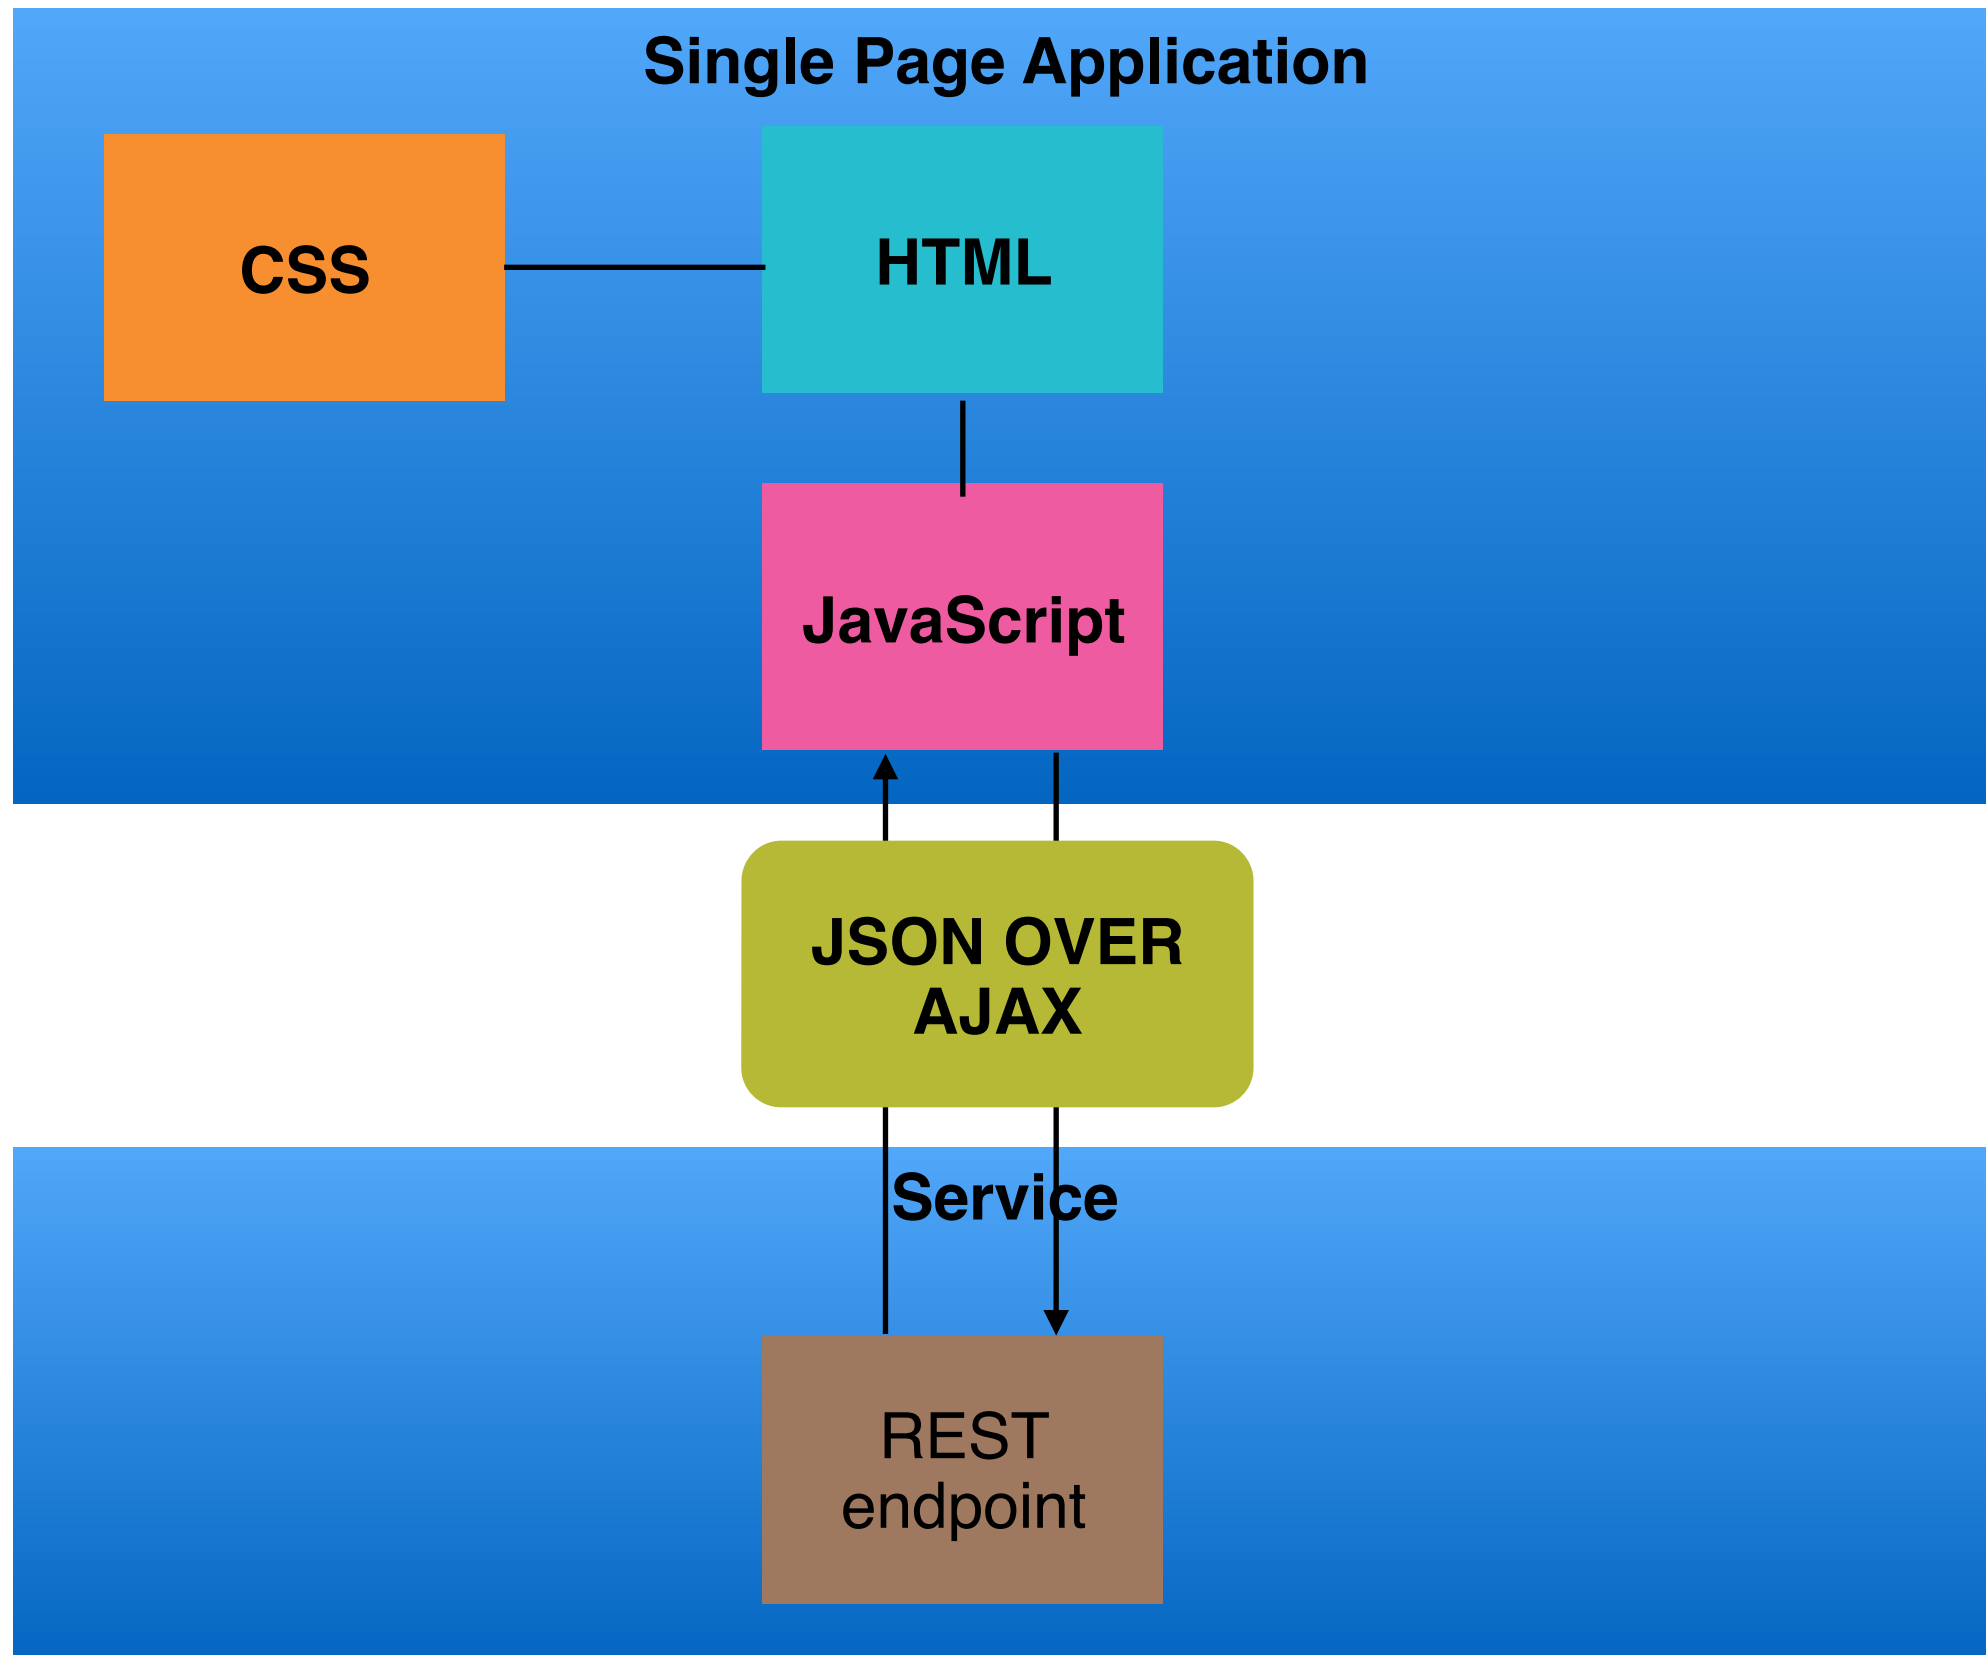 Single Page Application
CSS
HTML
JavaScript
JSON OVER
AJAX
Service
REST
endpoint